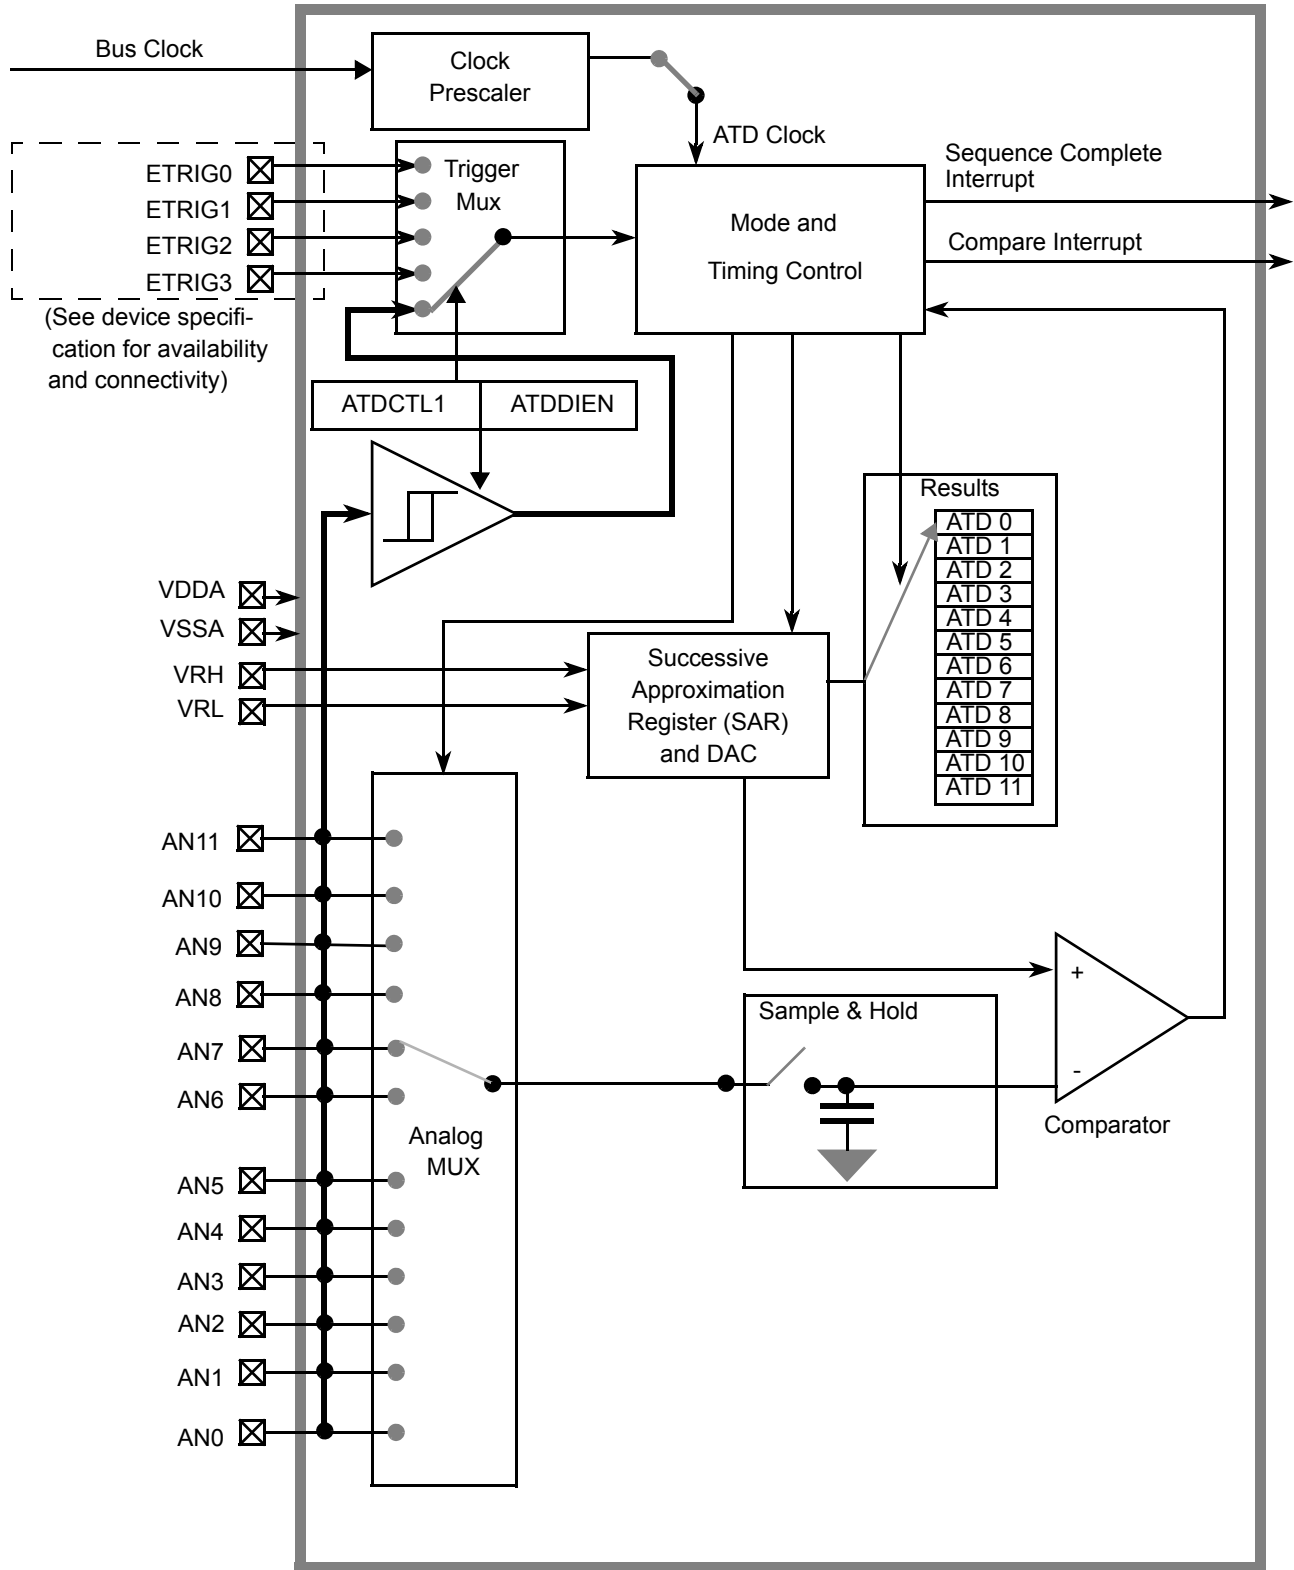 Bus Clock
Clock
Prescaler
ATD Clock
ETRIG0
ETRIG1
ETRIG2
ETRIG3
(See device specifi-
cation for availability
and connectivity)
Trigger
Mux
Mode and
Timing Control
Sequence Complete
Interrupt
Compare Interrupt
ATDCTL1
ATDDIEN
Results
ATD 0
ATD 1
ATD 2
ATD 3
ATD 4
ATD 5
ATD 6
ATD 7
ATD 8
ATD 9
ATD 10
ATD 11
VDDA
VSSA
VRH
VRL
Successive
Approximation
Register (SAR)
and DAC
AN11
AN10
AN9
AN8
AN7
AN6
AN5
AN4
AN3
AN2
AN1
AN0
Analog
MUX
Sample & Hold
+
-
Comparator